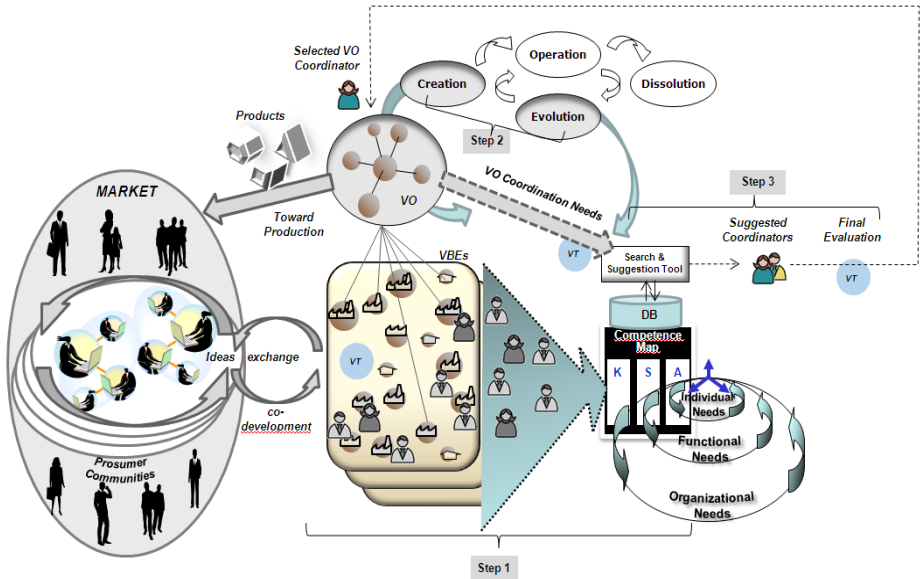 Selected VO
Coordinator
Operation
Creation
Dissolution
Evolution
Step 2
Products
MARKET
VO
VO Coordination Needs
Step 3
Toward
Production
Suggested
Coordinators
Final
Evaluation
VBEs
VT
Search &
Suggestion Tool
VT
DB
Competence
Map
Ideas exchange
VT
K S A
Individual
Needs
co-
development
Functional
Needs
Prosumer
Communities
Organizational
Needs
Step 1